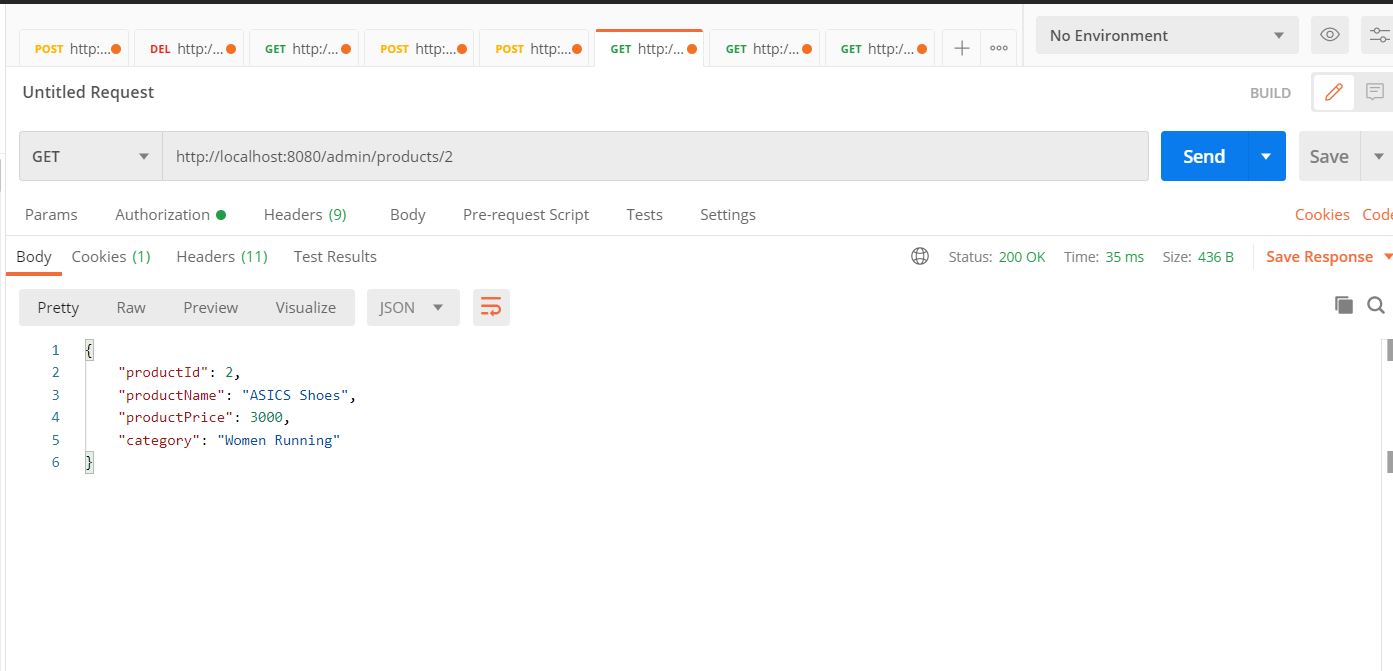 POST http:... DEL http:/... GET http:/... POST http:... POST http:... GET http:/... GET http:/... GET http:/... No Environment
Untitled Request BUILD
GET http://localhost:8080/admin/products/2 Send Save
Params Authorization Headers (9) Body Pre-request Script Tests Settings Cookies Code
Body Cookies (1) Headers (11) Test Results Status: 200 OK Time: 35 ms Size: 436 B Save Response
Pretty Raw Preview Visualize JSON
1 {
2 "productId": 2,
3 "productName": "ASICS Shoes",
4 "productPrice": 3000,
5 "category": "Women Running"
6 }